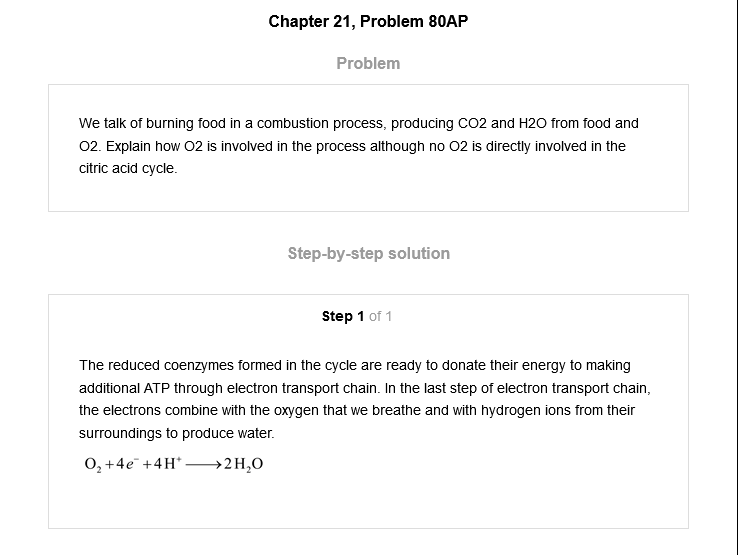 Chapter 21, Problem 80AP
Problem
We talk of burning food in a combustion process, producing CO2 and H2O from food and
O2. Explain how O2 is involved in the process although no O2 is directly involved in the
citric acid cycle.
Step-by-step solution
Step 1 of 1
The reduced coenzymes formed in the cycle are ready to donate their energy to making
additional ATP through electron transport chain. In the last step of electron transport chain,
the electrons combine with the oxygen that we breathe and with hydrogen ions from their
surroundings to produce water.
O₂ +4e⁻ +4H⁺ ⟶2H₂O